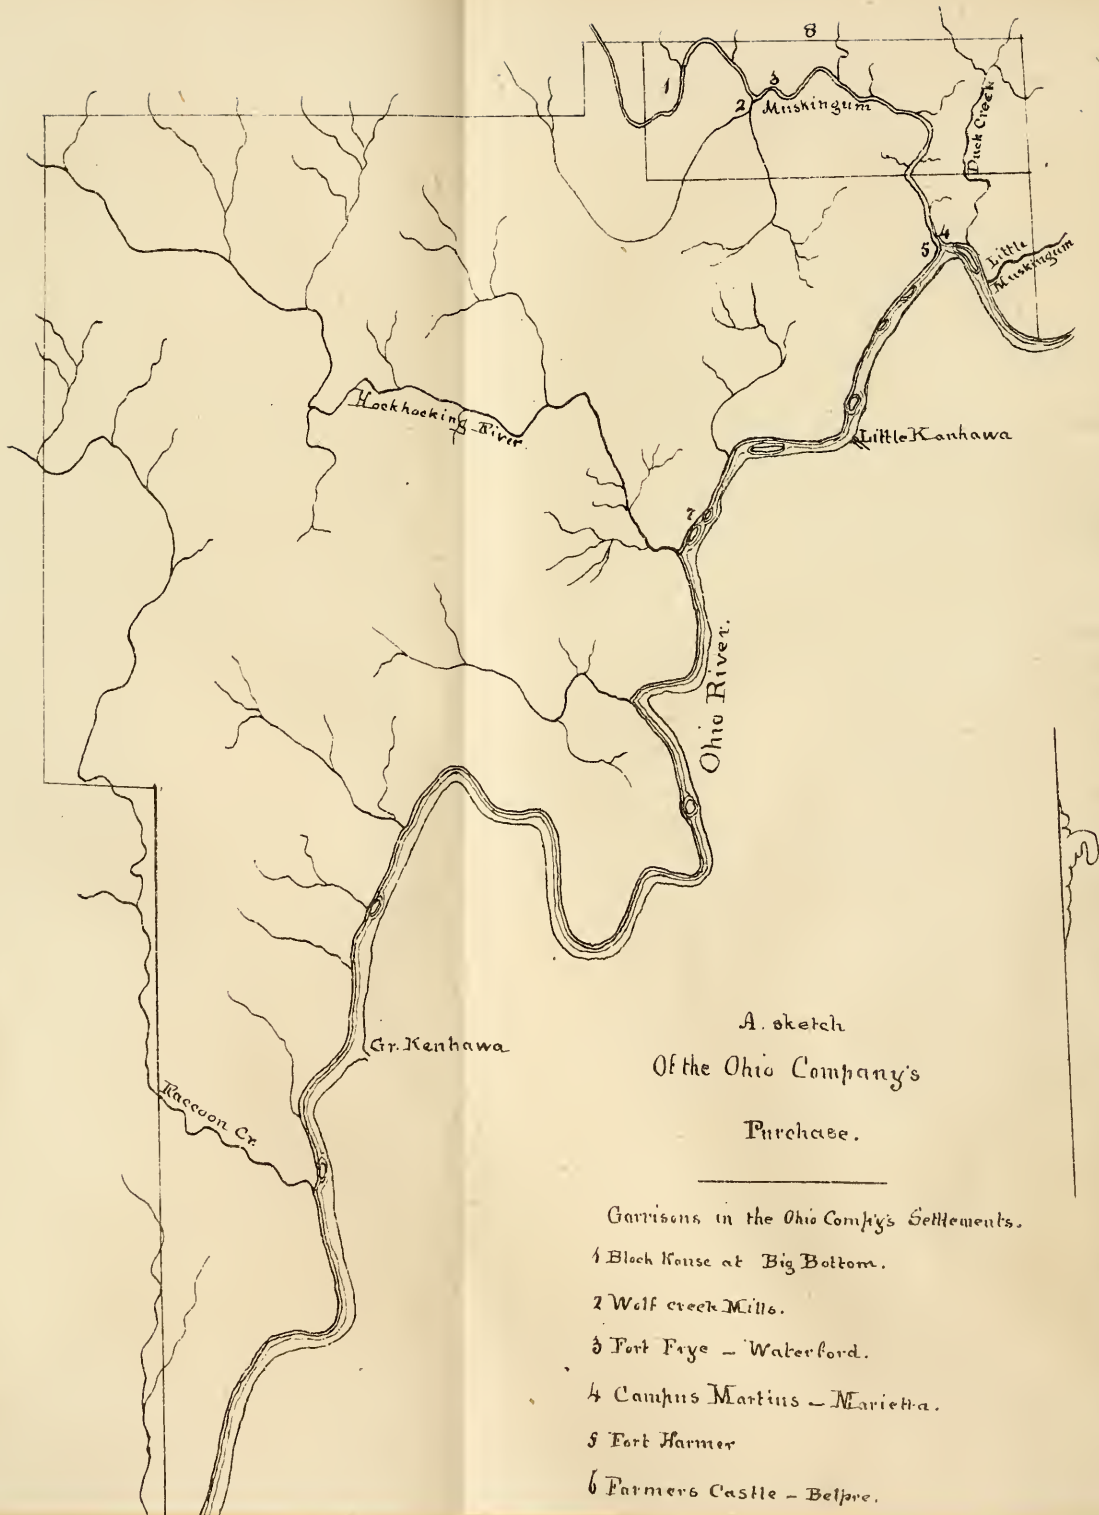 8
1
2
3
Muskingum
Duck Creek
4
5
Little
Muskingum
Hockhocking River
Little Kanhawa
7
Ohio River.
Gr. Kenhawa
Raccoon Cr.
A. sketch
Of the Ohio Company's
Purchase.
Garrisons in the Ohio Comp'y's Settlements.
1 Block House at Big Bottom.
2 Wolf creek Mills.
3 Fort Frye – Waterford.
4 Campus Martius – Marietta.
5 Fort Harmer
6 Farmers Castle – Belpre.